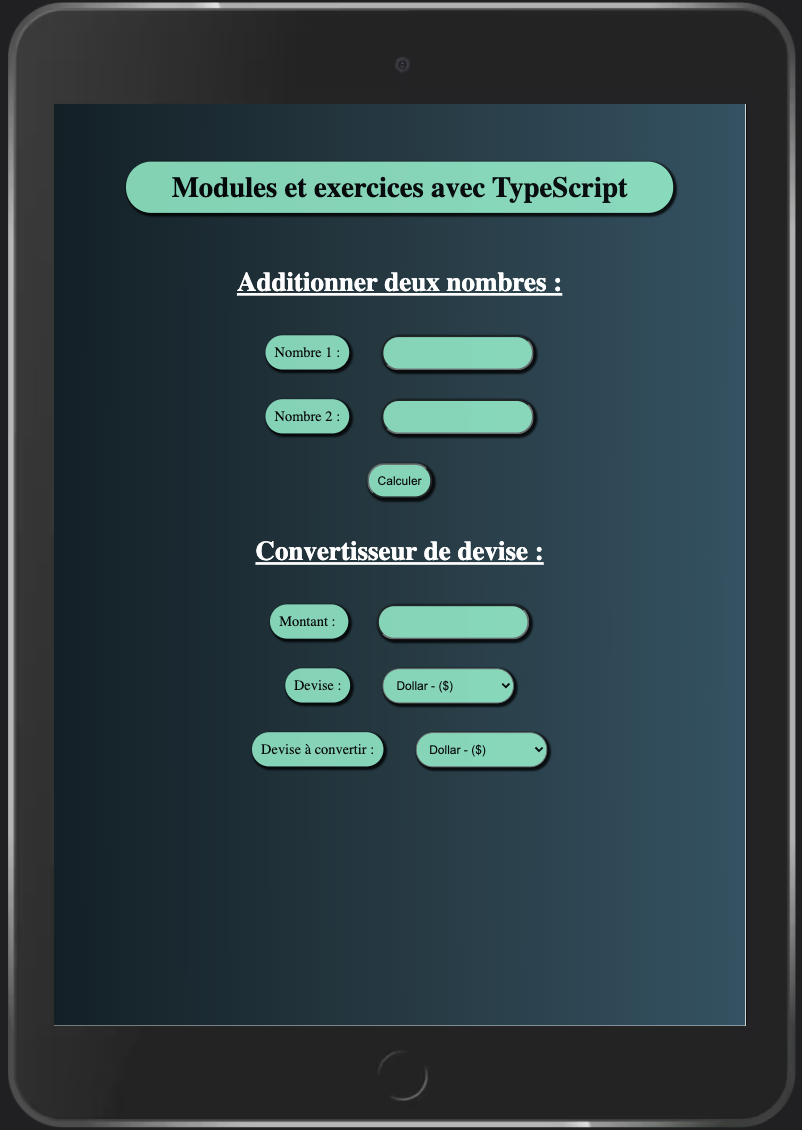 Modules et exercices avec TypeScript
Additionner deux nombres :
Nombre 1 :
Nombre 2 :
Calculer
Convertisseur de devise :
Montant :
Devise : Dollar - ($)
Devise à convertir : Dollar - ($)